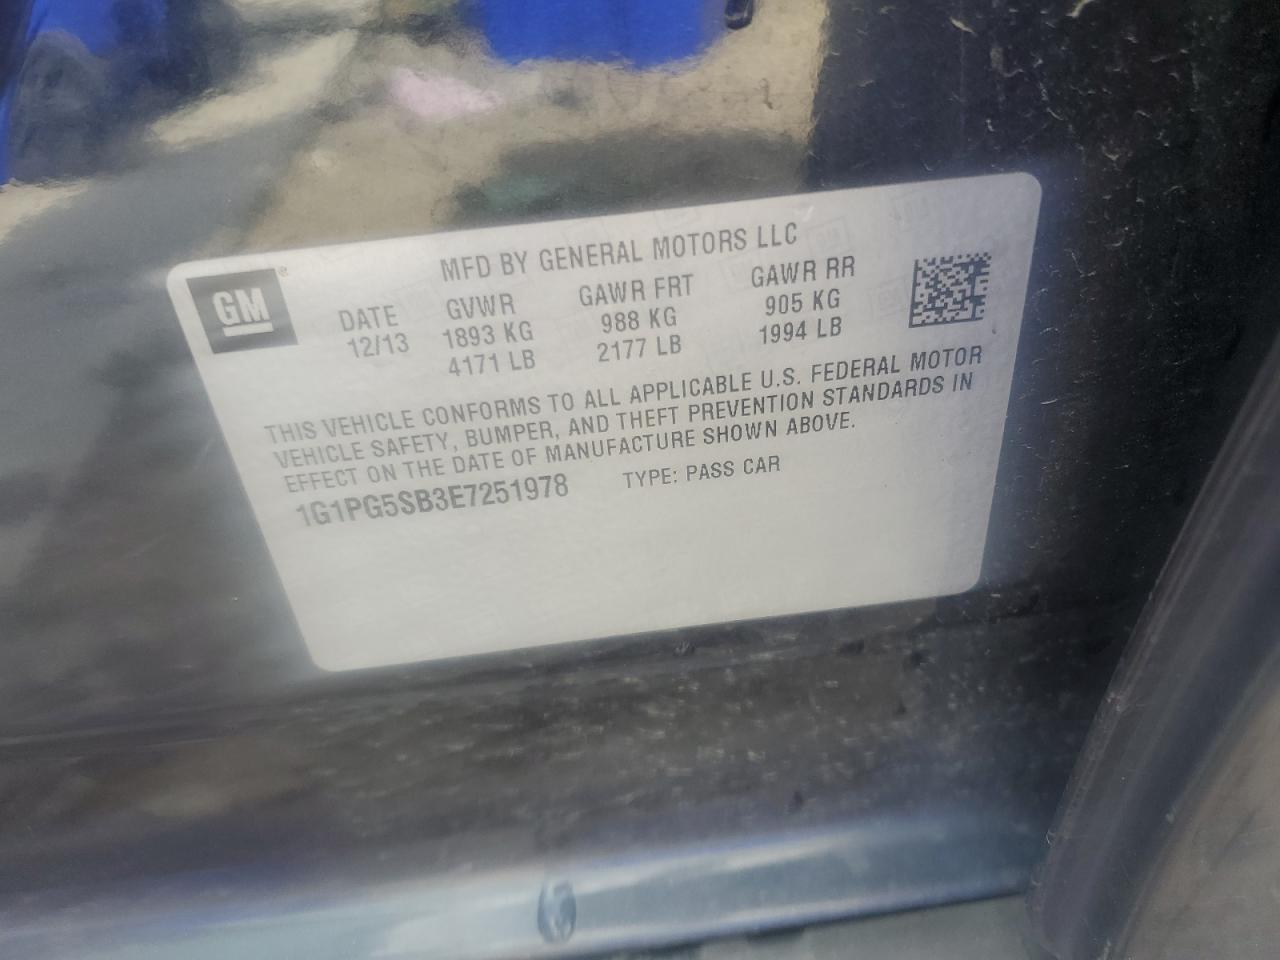 GM
MFD BY GENERAL MOTORS LLC
DATE GVWR GAWR FRT GAWR RR
12/13 1893 KG 988 KG 905 KG
4171 LB 2177 LB 1994 LB
THIS VEHICLE CONFORMS TO ALL APPLICABLE U.S. FEDERAL MOTOR
VEHICLE SAFETY, BUMPER, AND THEFT PREVENTION STANDARDS IN
EFFECT ON THE DATE OF MANUFACTURE SHOWN ABOVE.
1G1PG5SB3E7251978 TYPE: PASS CAR